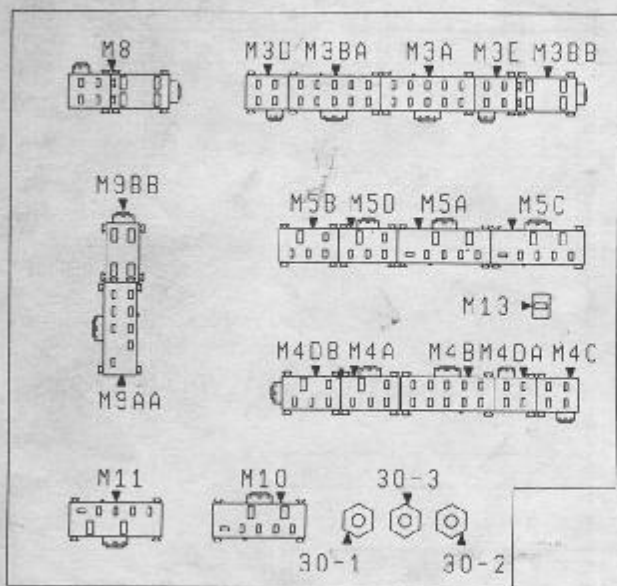 M8 M3D M3BA M3A M3E M3BB
M9BB M5B M5D M5A M5C
M13
M4DB M4A M4B M4DA M4C
M9AA
M11 M10 30-3
30-1 30-2